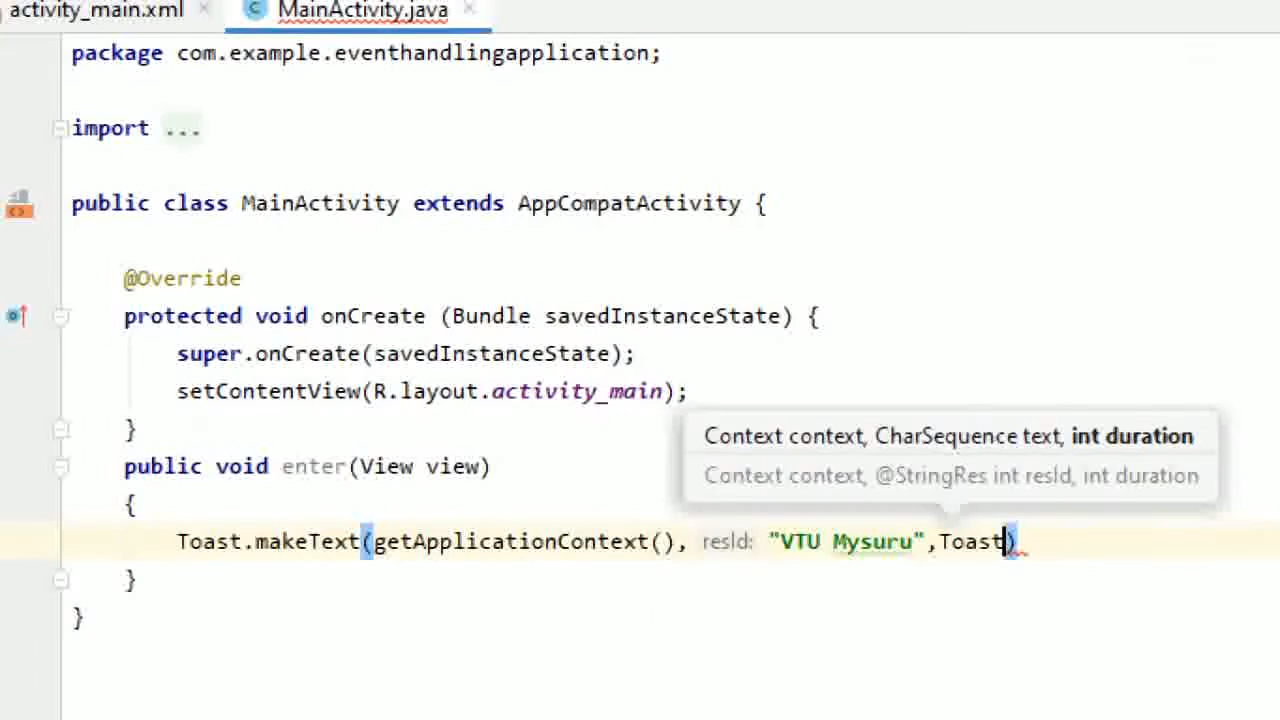 activity_main.xml
MainActivity.java
package com.example.eventhandlingapplication;
import ...
public class MainActivity extends AppCompatActivity {
@Override
protected void onCreate (Bundle savedInstanceState) {
super.onCreate(savedInstanceState);
setContentView(R.layout.activity_main);
}
Context context, CharSequence text, int duration
public void enter(View view)
Context context, @StringRes int resId, int duration
{
Toast.makeText(getApplicationContext(), resId: "VTU Mysuru",Toast)
}
}